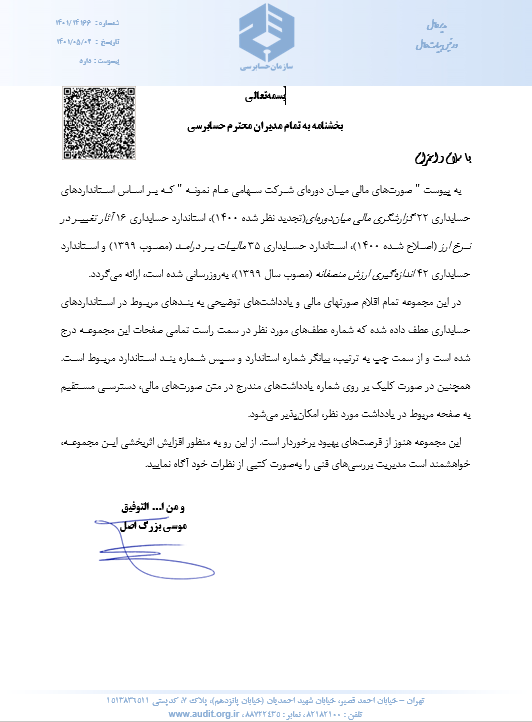 شماره: ۱۴۰۱/۱۴۱۶۶
تاریخ: ۱۴۰۱/۰۵/۰۴
پیوست: دارد
سازمان حسابرسی
بسمه‌تعالی
بخشنامه به تمام مدیران محترم حسابرسی
با سلام و احترام
به پیوست " صورت‌های مالی میان دوره‌ای شرکت سهامی عام نمونه " که بر اساس استانداردهای
حسابداری ۲۲ گزارشگری مالی میان‌دوره‌ای(تجدید نظر شده ۱۴۰۰)، استاندارد حسابداری ۱۶ آثار تغییر در
نرخ ارز (اصلاح شده ۱۴۰۰)، استاندارد حسابداری ۳۵ مالیات بر درآمد (مصوب ۱۳۹۹) و استاندارد
حسابداری ۴۲ اندازه‌گیری ارزش منصفانه (مصوب سال ۱۳۹۹)، به‌روزرسانی شده است، ارائه می‌گردد.
در این مجموعه تمام اقلام صورتهای مالی و یادداشت‌های توضیحی به بندهای مربوط در استانداردهای
حسابداری عطف داده شده که شماره عطف‌های مورد نظر در سمت راست تمامی صفحات این مجموعه درج
شده است و از سمت چپ به ترتیب، بیانگر شماره استاندارد و سپس شماره بند استاندارد مربوط است.
همچنین در صورت کلیک بر روی شماره یادداشت‌های مندرج در متن صورت‌های مالی، دسترسی مستقیم
به صفحه مربوط در یادداشت مورد نظر، امکان‌پذیر می‌شود.
این مجموعه هنوز از فرصت‌های بهبود برخوردار است. از این رو به منظور افزایش اثربخشی این مجموعه،
خواهشمند است مدیریت بررسی‌های فنی را به‌صورت کتبی از نظرات خود آگاه نمایید.
و من ا... التوفیق
موسی بزرگ اصل
تهران – خیابان احمد قصیر، خیابان شهید احمدیان (خیابان پانزدهم)، پلاک ۷، کدپستی ۱۵۱۳۸۳۶۵۱۱
تلفن: ۸۲۱۸۲۱۰۰، نمابر: ۸۸۷۲۲۴۳۵، www.audit.org.ir